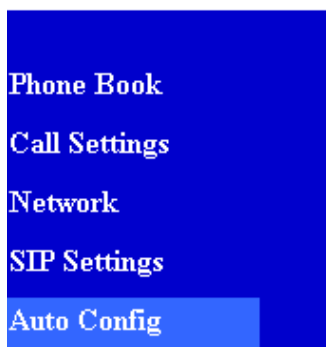 Phone Book
Call Settings
Network
SIP Settings
Auto Config